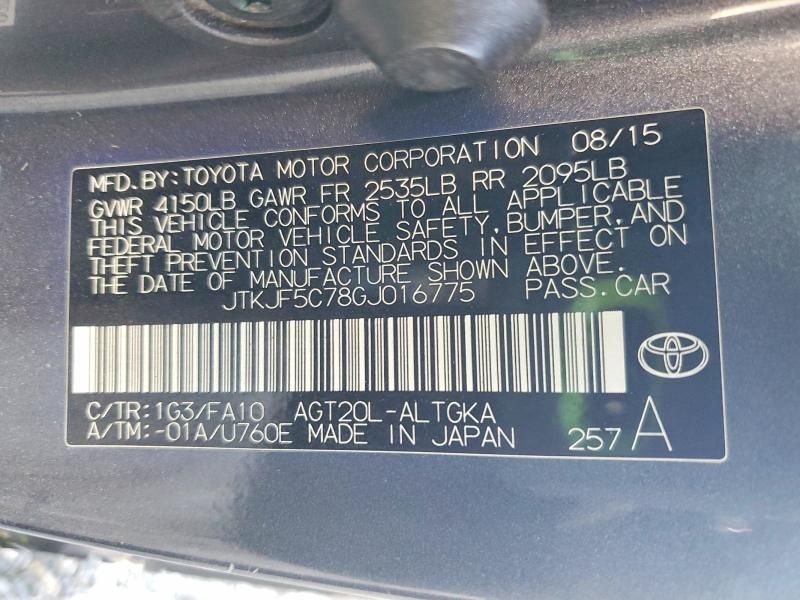 MFD.BY:TOYOTA MOTOR CORPORATION 08/15
GVWR 4150LB GAWR FR 2535LB RR 2095LB
THIS VEHICLE CONFORMS TO ALL APPLICABLE
FEDERAL MOTOR VEHICLE SAFETY,BUMPER,AND
THEFT PREVENTION STANDARDS IN EFFECT ON
THE DATE OF MANUFACTURE SHOWN ABOVE.
JTKJF5C78GJ016775 PASS.CAR
C/TR:1G3/FA10 AGT20L-ALTGKA
A/TM:-01A/U760E MADE IN JAPAN 257 A